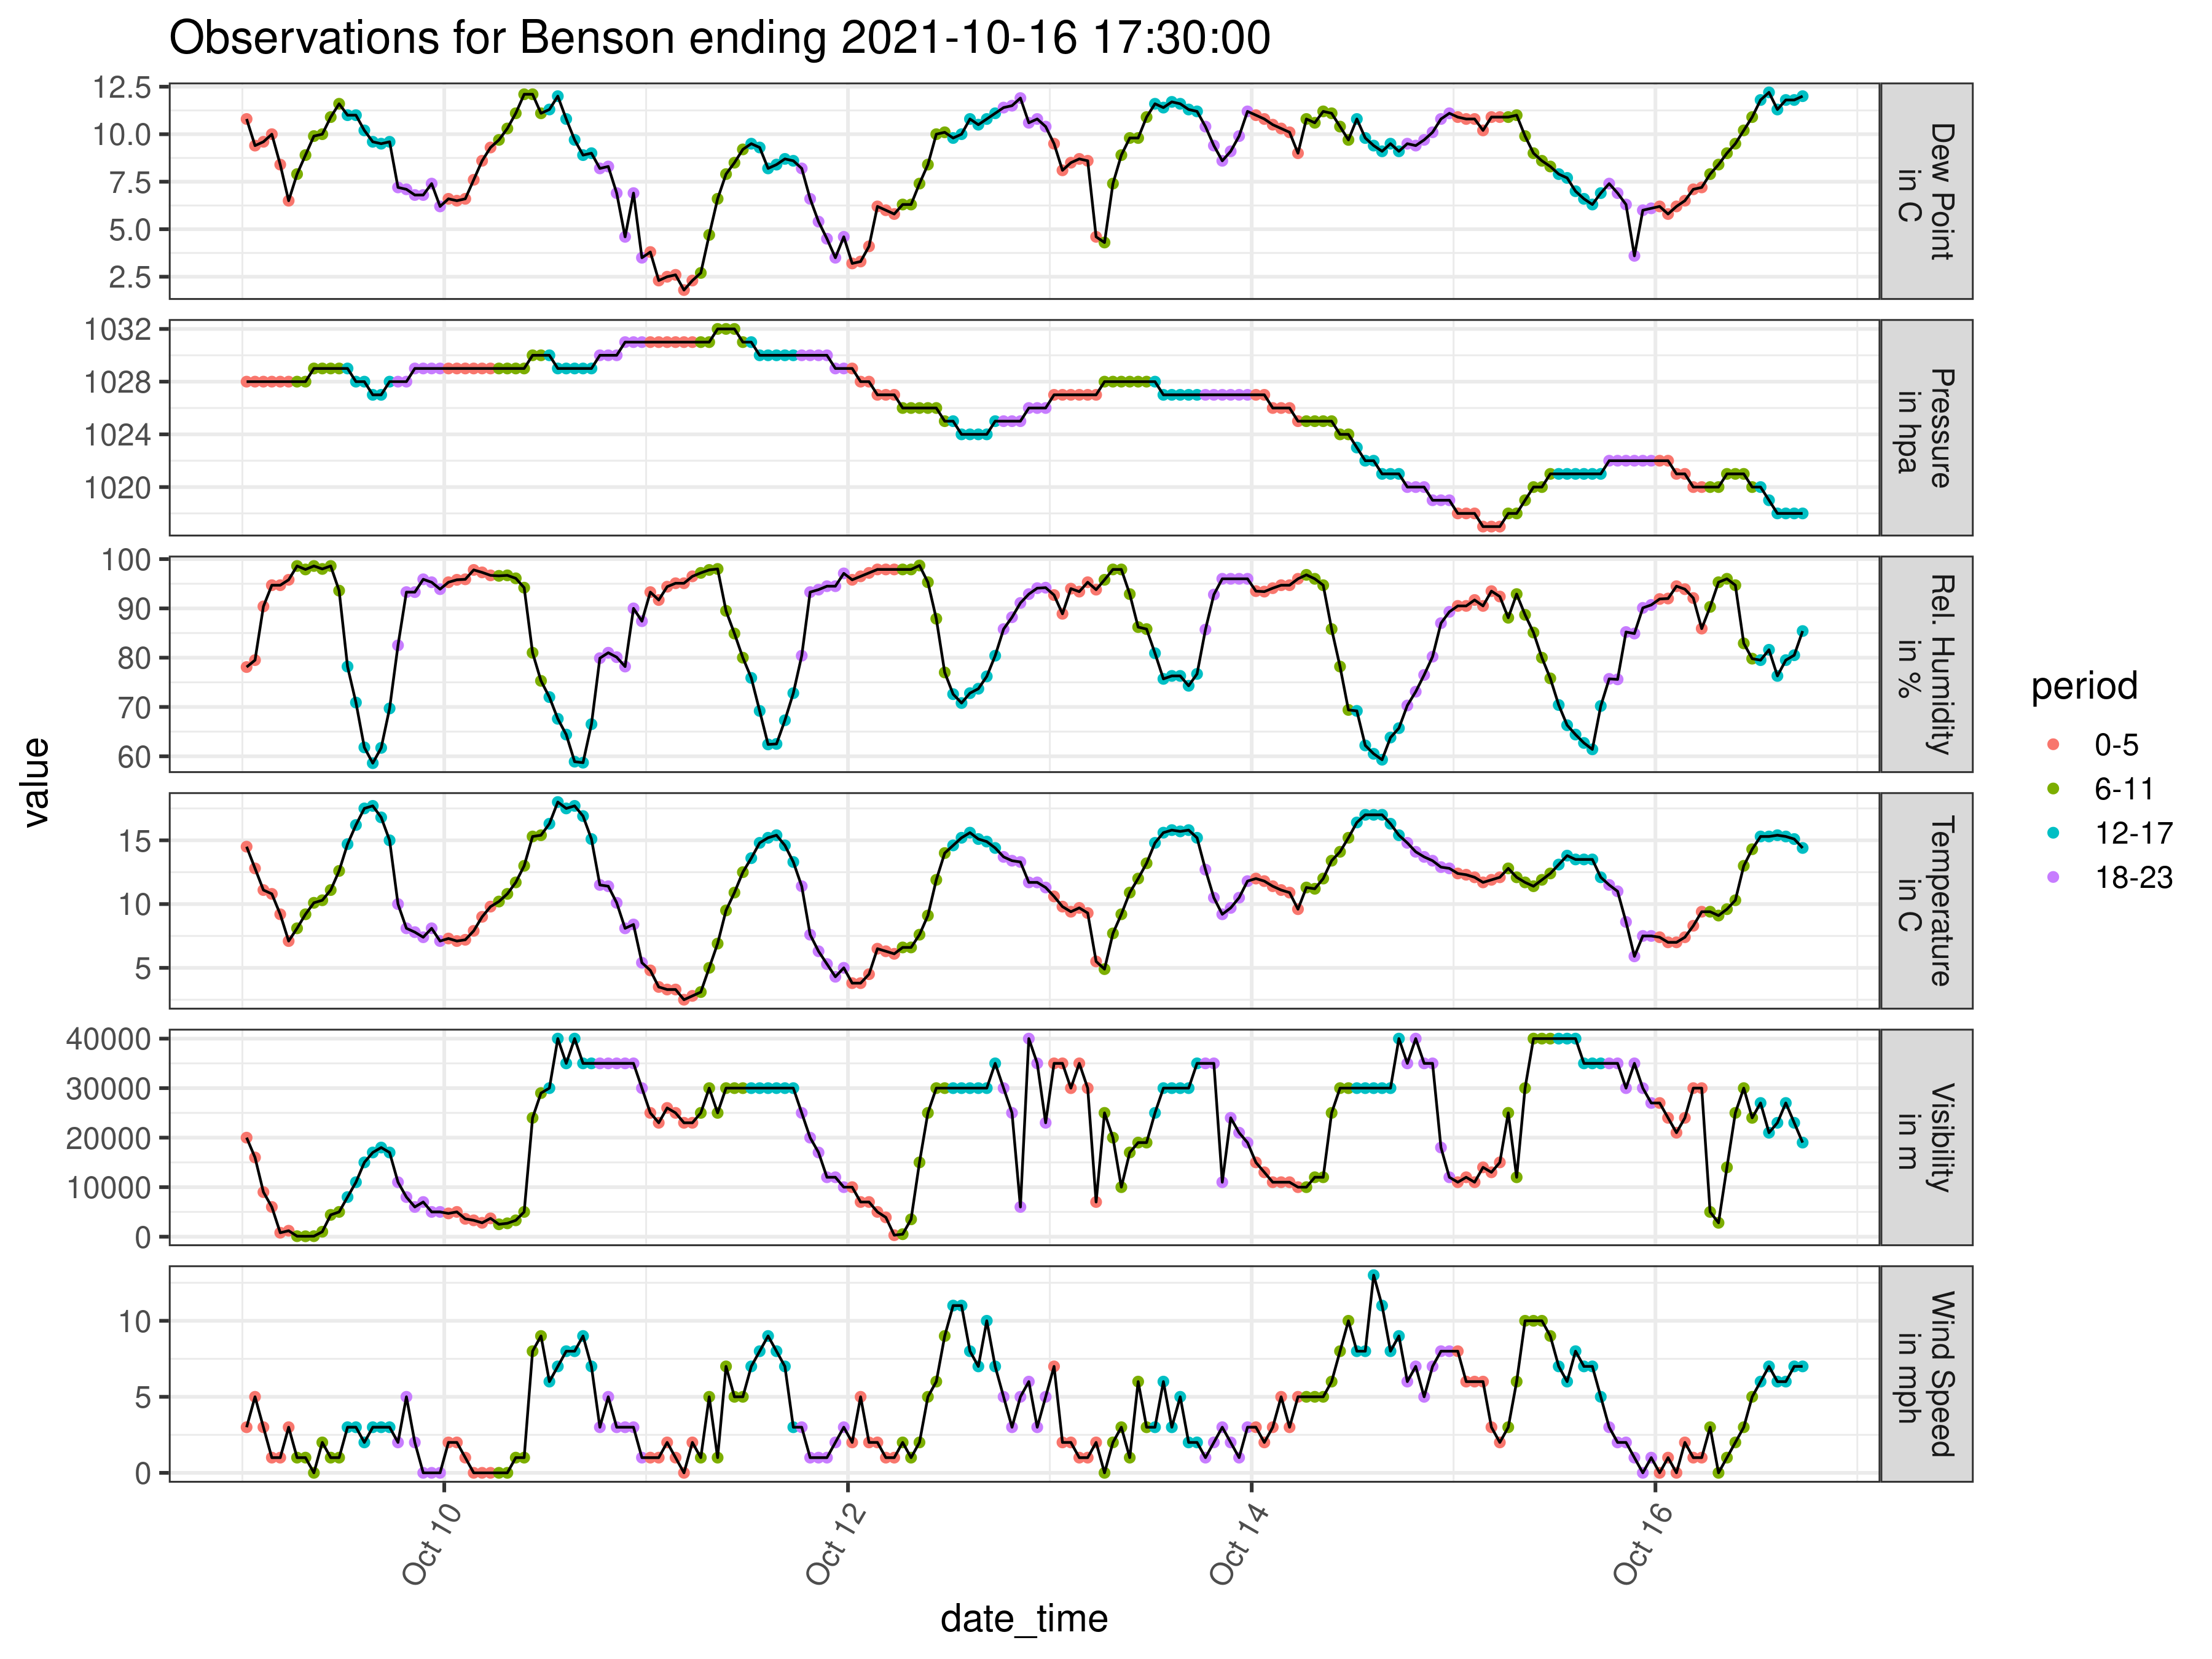 Observations for Benson ending 2021-10-16 17:30:00
value
12.5
10.0
7.5
5.0
2.5
Dew Point
in C
1032
1028
1024
1020
Pressure
in hpa
100
90
80
70
60
Rel. Humidity
in %
15
10
5
Temperature
in C
40000
30000
20000
10000
0
Visibility
in m
10
5
0
Wind Speed
in mph
Oct 10
Oct 12
Oct 14
Oct 16
date_time
period
0-5
6-11
12-17
18-23